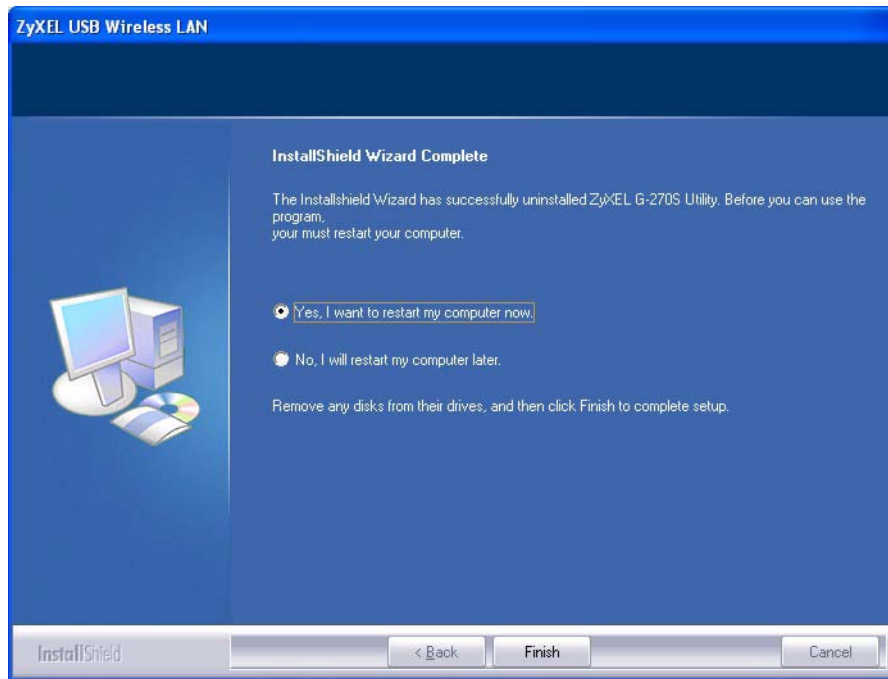 ZyXEL USB Wireless LAN
InstallShield Wizard Complete
The Installshield Wizard has successfully uninstalled ZyXEL G-270S Utility. Before you can use the
program,
your must restart your computer.
Yes, I want to restart my computer now.
No, I will restart my computer later.
Remove any disks from their drives, and then click Finish to complete setup.
InstallShield
< Back
Finish
Cancel